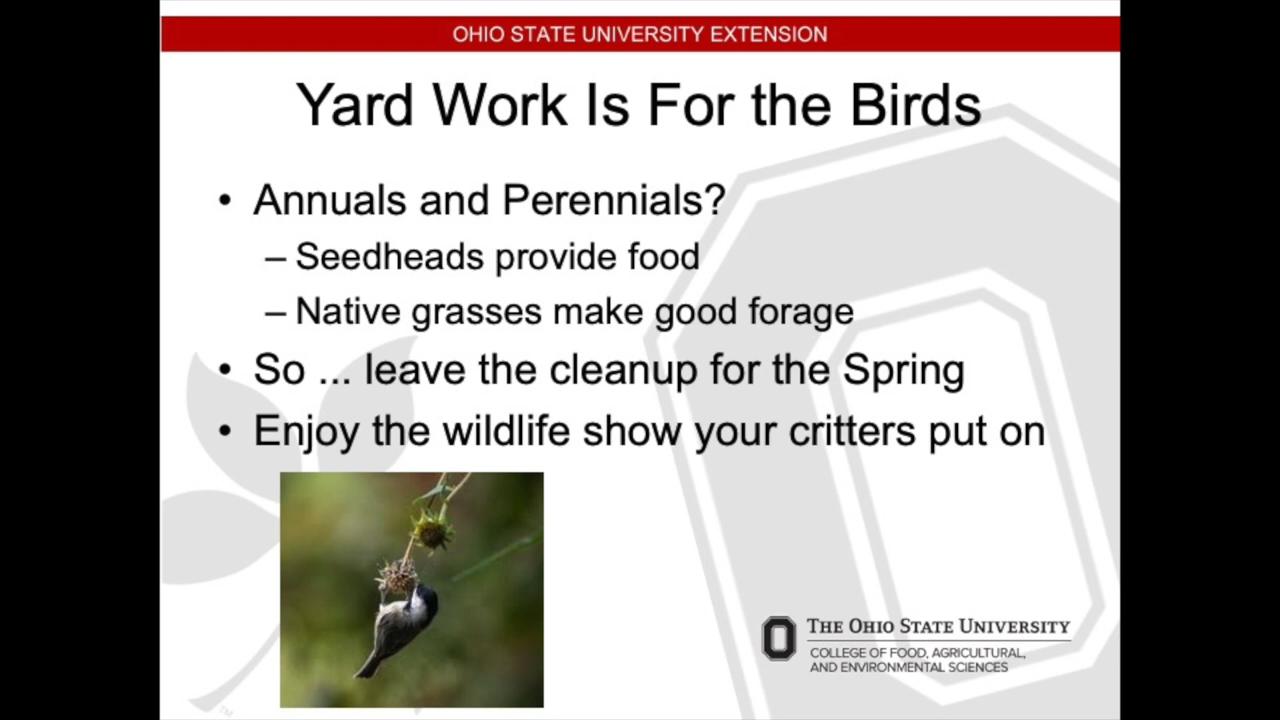 OHIO STATE UNIVERSITY EXTENSION
Yard Work Is For the Birds
• Annuals and Perennials?
– Seedheads provide food
– Native grasses make good forage
• So ... leave the cleanup for the Spring
• Enjoy the wildlife show your critters put on
THE OHIO STATE UNIVERSITY
COLLEGE OF FOOD, AGRICULTURAL,
AND ENVIRONMENTAL SCIENCES
TM